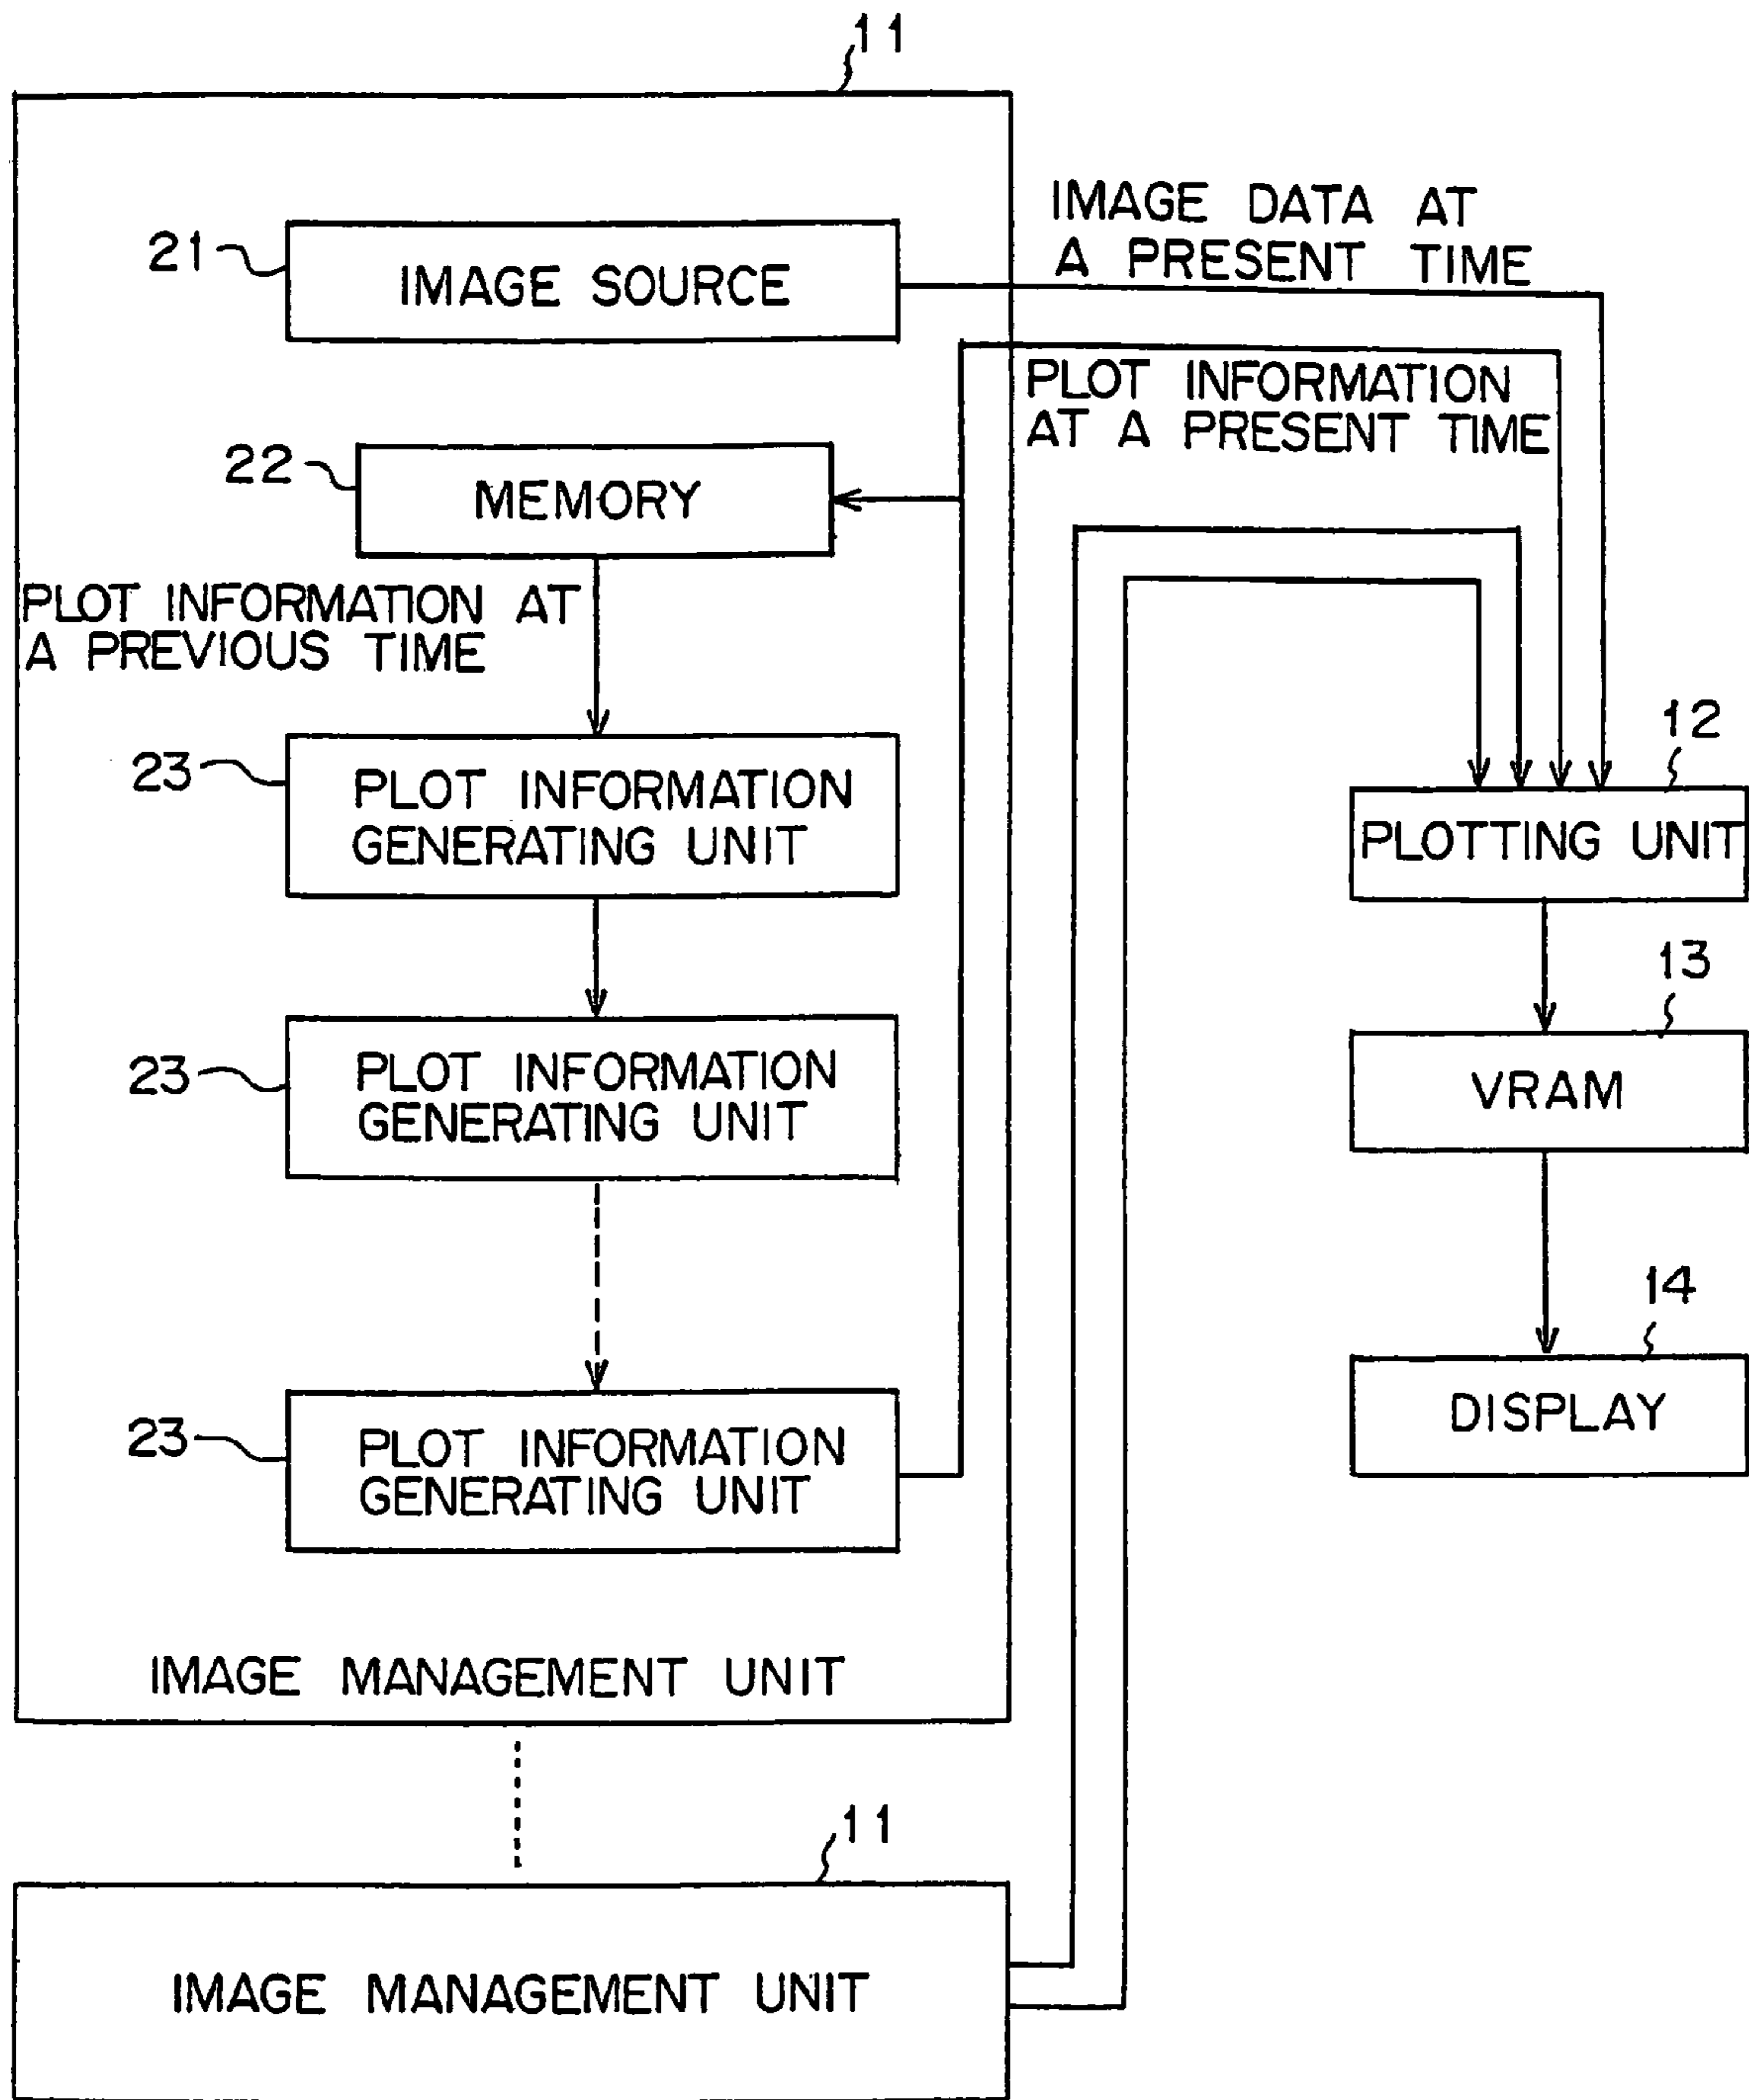 11
IMAGE DATA AT
A PRESENT TIME
21
IMAGE SOURCE
PLOT INFORMATION
AT A PRESENT TIME
22
MEMORY
PLOT INFORMATION AT
A PREVIOUS TIME
23
PLOT INFORMATION
GENERATING UNIT
12
PLOTTING UNIT
23
PLOT INFORMATION
GENERATING UNIT
13
VRAM
23
PLOT INFORMATION
GENERATING UNIT
14
DISPLAY
IMAGE MANAGEMENT UNIT
11
IMAGE MANAGEMENT UNIT